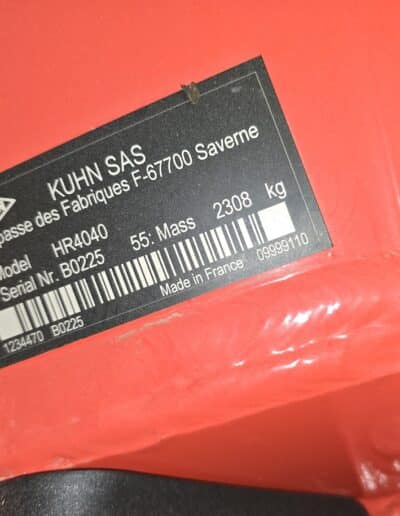 KUHN SAS
passe des Fabriques F-67700 Saverne
Model HR4040 55: Mass 2308 kg
Serial Nr. B0225
Made in France 09999110
1234470 B0225